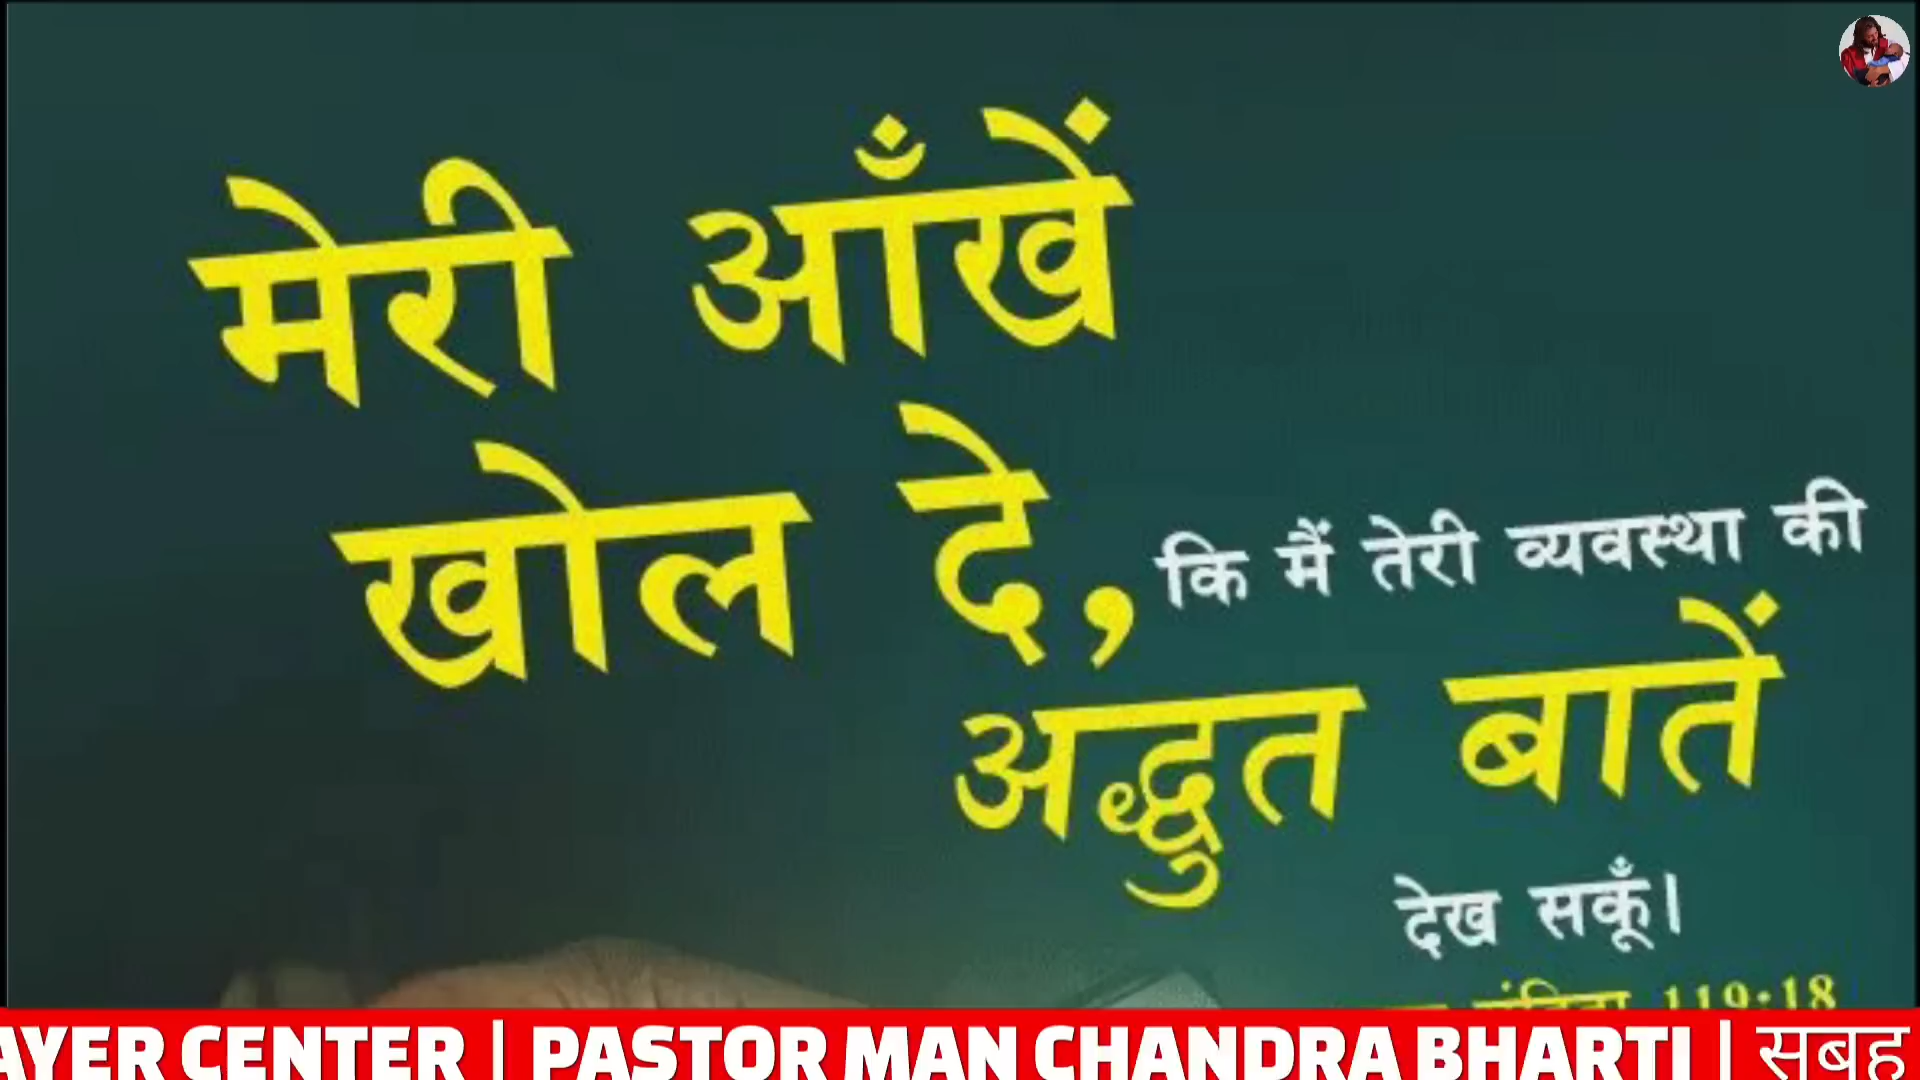 मेरी आँखें
खोल दे, कि मैं तेरी व्यवस्था की
अद्भुत बातें
देख सकूँ।
119:18
AYER CENTER | PASTOR MAN CHANDRA BHARTI | सबह